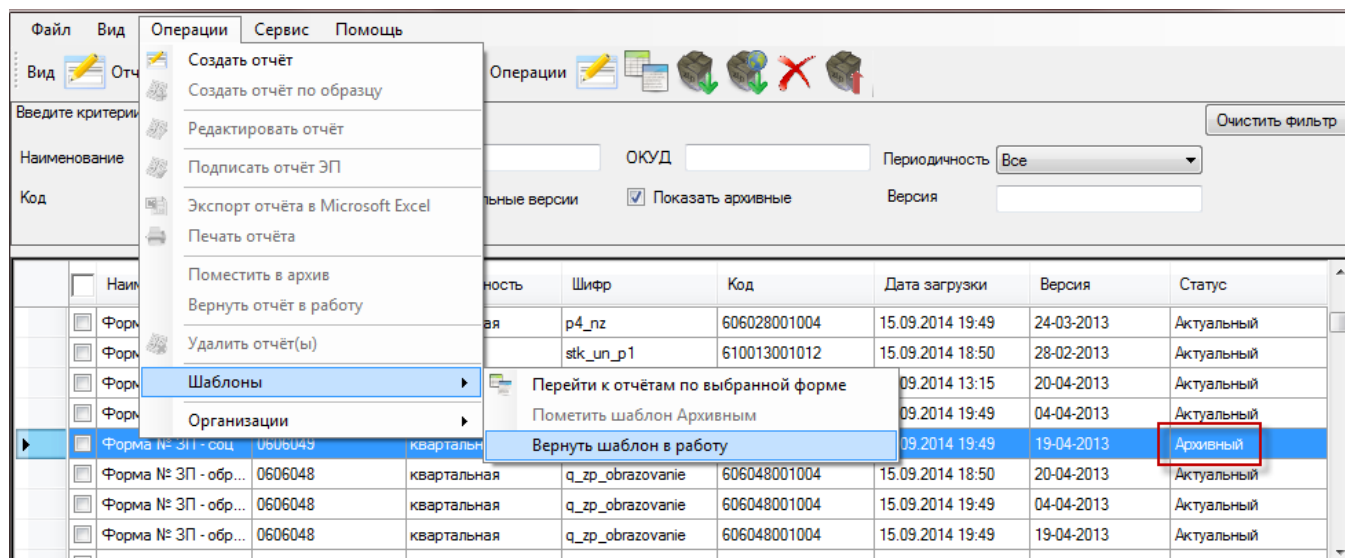 Файл Вид Операции Сервис Помощь
Вид Отч Операции
Создать отчёт
Создать отчёт по образцу
Редактировать отчёт
Подписать отчёт ЭП
Экспорт отчёта в Microsoft Excel
Печать отчёта
Поместить в архив
Вернуть отчёт в работу
Удалить отчёт(ы)
Шаблоны
Организации
Перейти к отчётам по выбранной форме
Пометить шаблон Архивным
Вернуть шаблон в работу
Введите критерии
Очистить фильтр
Наименование ОКУД Периодичность Все
Код льные версии Показать архивные Версия
Наим ность Шифр Код Дата загрузки Версия Статус
Форм ая p4_nz 606028001004 15.09.2014 19:49 24-03-2013 Актуальный
Форм stk_un_p1 610013001012 15.09.2014 18:50 28-02-2013 Актуальный
Форм .09.2014 13:15 20-04-2013 Актуальный
Форм .09.2014 19:49 04-04-2013 Актуальный
Форма № ЗП - соц 0606049 квартальн .09.2014 19:49 19-04-2013 Архивный
Форма № ЗП - обр... 0606048 квартальная q_zp_obrazovanie 606048001004 15.09.2014 18:50 20-04-2013 Актуальный
Форма № ЗП - обр... 0606048 квартальная q_zp_obrazovanie 606048001004 15.09.2014 19:49 04-04-2013 Актуальный
Форма № ЗП - обр... 0606048 квартальная q_zp_obrazovanie 606048001004 15.09.2014 19:49 19-04-2013 Актуальный